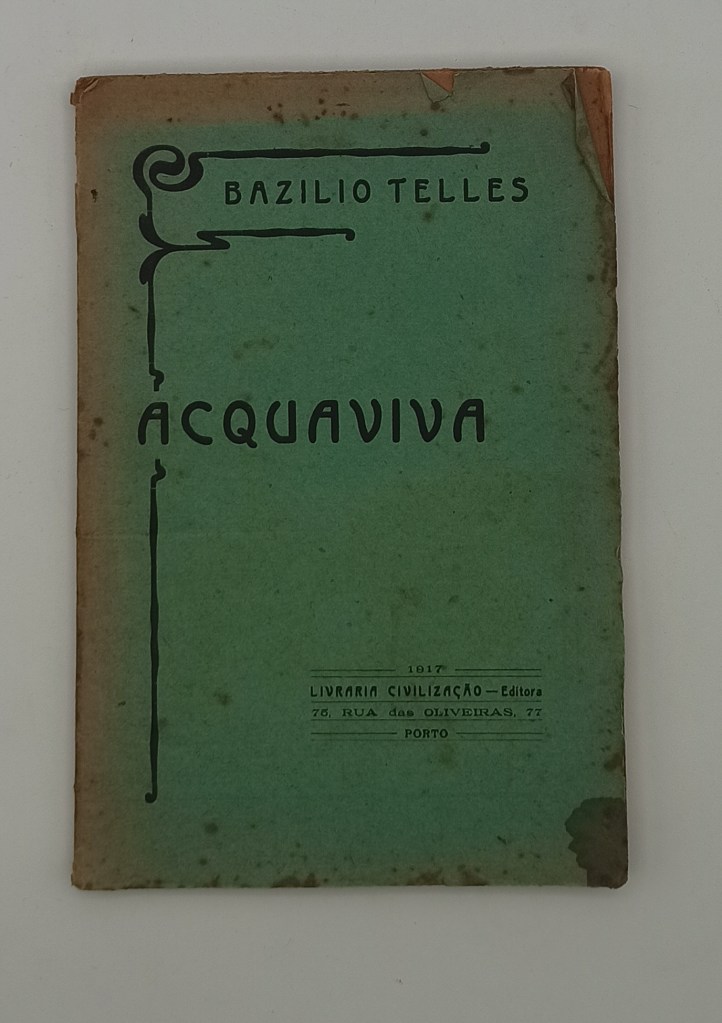 BAZILIO TELLES
ACQUAVIVA
1917
LIVRARIA CIVILIZAÇÃO — Editora
75, RUA das OLIVEIRAS, 77
PORTO